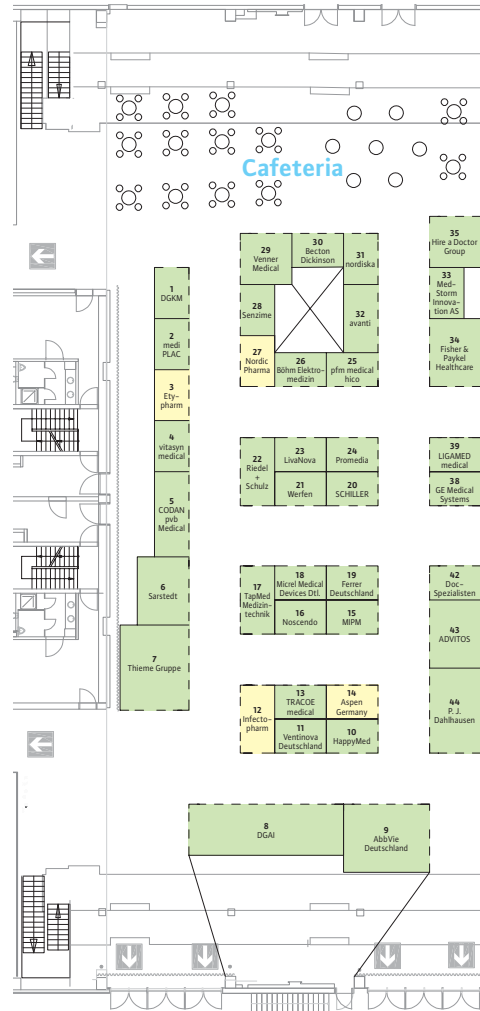 Cafeteria
35
Hire a Doctor
Group
29
Venner
Medical
30
Becton
Dickinson
31
nordiska
33
Med-
Storm
Innova-
tion AS
1
DGKM
28
Senzime
32
avanti
2
medi
PLAC
34
Fisher &
Paykel
Healthcare
27
Nordic
Pharma
26
Böhm Elektro-
medizin
25
pfm medical
hico
3
Ety-
pharm
4
vitasyn
medical
22
Riedel
+
Schulz
23
LivaNova
24
Promedia
39
LIGAMED
medical
21
Werfen
20
SCHILLER
38
GE Medical
Systems
5
CODAN
pvb
Medical
6
Sarstedt
17
TapMed
Medizin-
technik
18
Micrel Medical
Devices Dtl.
19
Ferrer
Deutschland
42
Doc-
Spezialisten
16
Noscendo
15
MIPM
43
ADVITOS
7
Thieme Gruppe
12
Infecto-
pharm
13
TRACOE
medical
14
Aspen
Germany
44
P. J.
Dahlhausen
11
Ventinova
Deutschland
10
HappyMed
8
DGAI
9
AbbVie
Deutschland